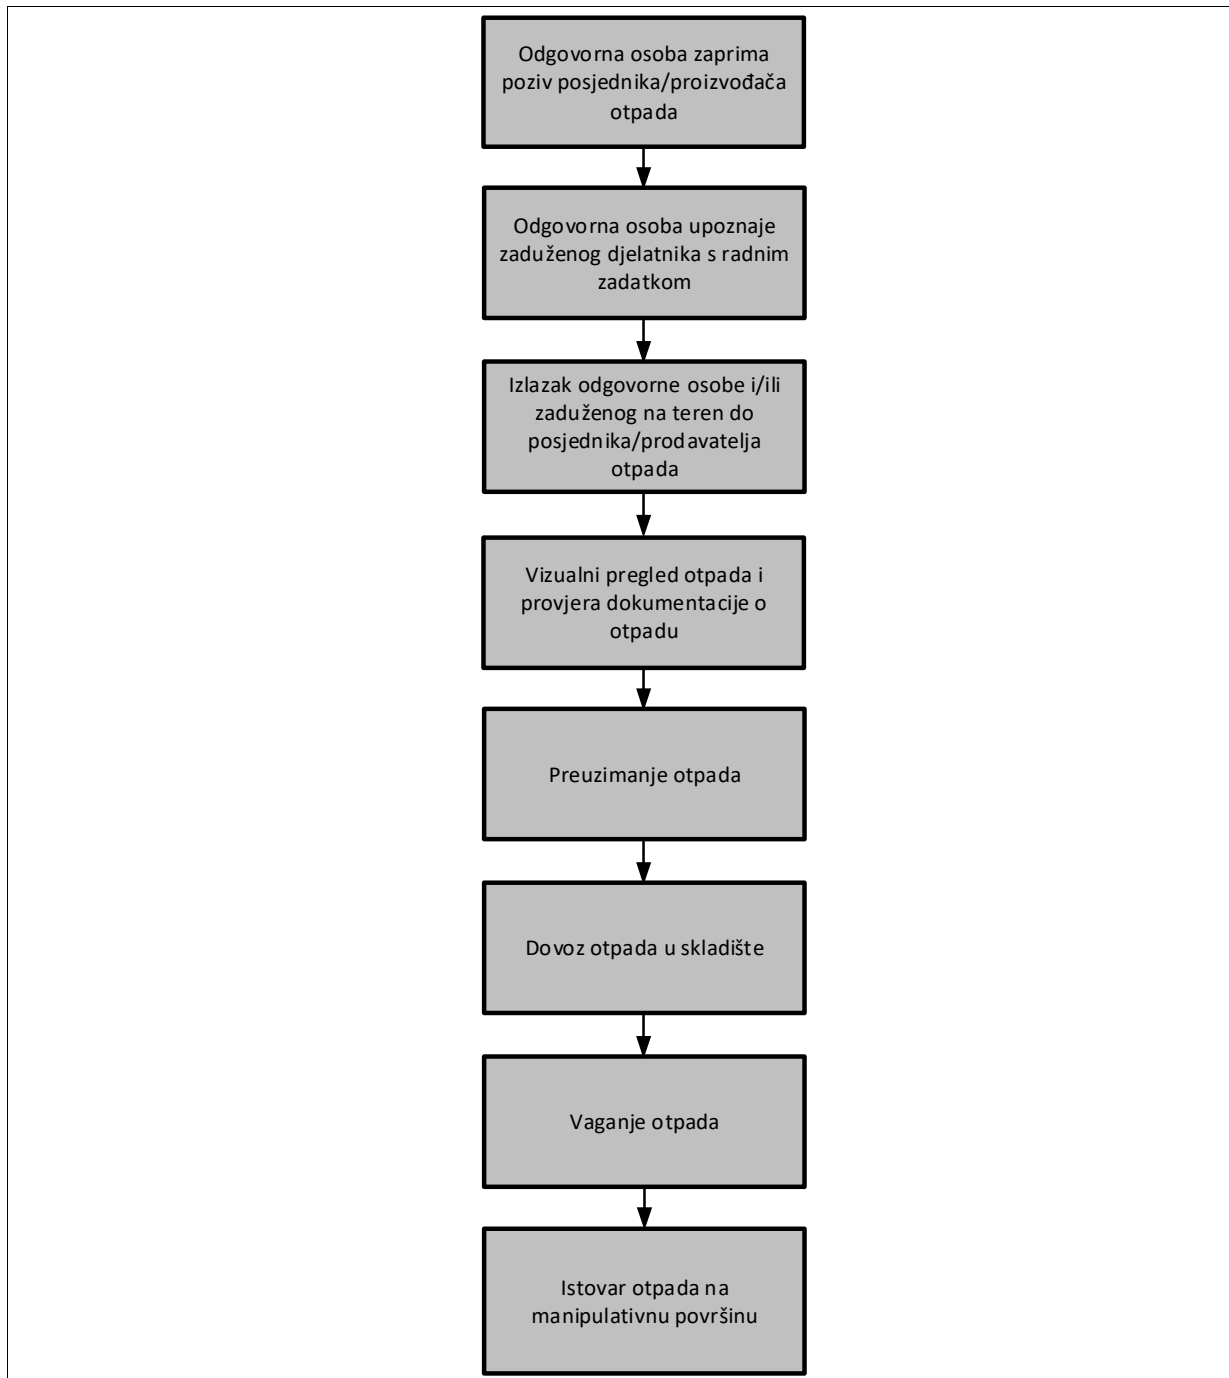 Odgovorna osoba zaprima
poziv posjednika/proizvođača
otpada
Odgovorna osoba upoznaje
zaduženog djelatnika s radnim
zadatkom
Izlazak odgovorne osobe i/ili
zaduženog na teren do
posjednika/prodavatelja
otpada
Vizualni pregled otpada i
provjera dokumentacije o
otpadu
Preuzimanje otpada
Dovoz otpada u skladište
Vaganje otpada
Istovar otpada na
manipulativnu površinu